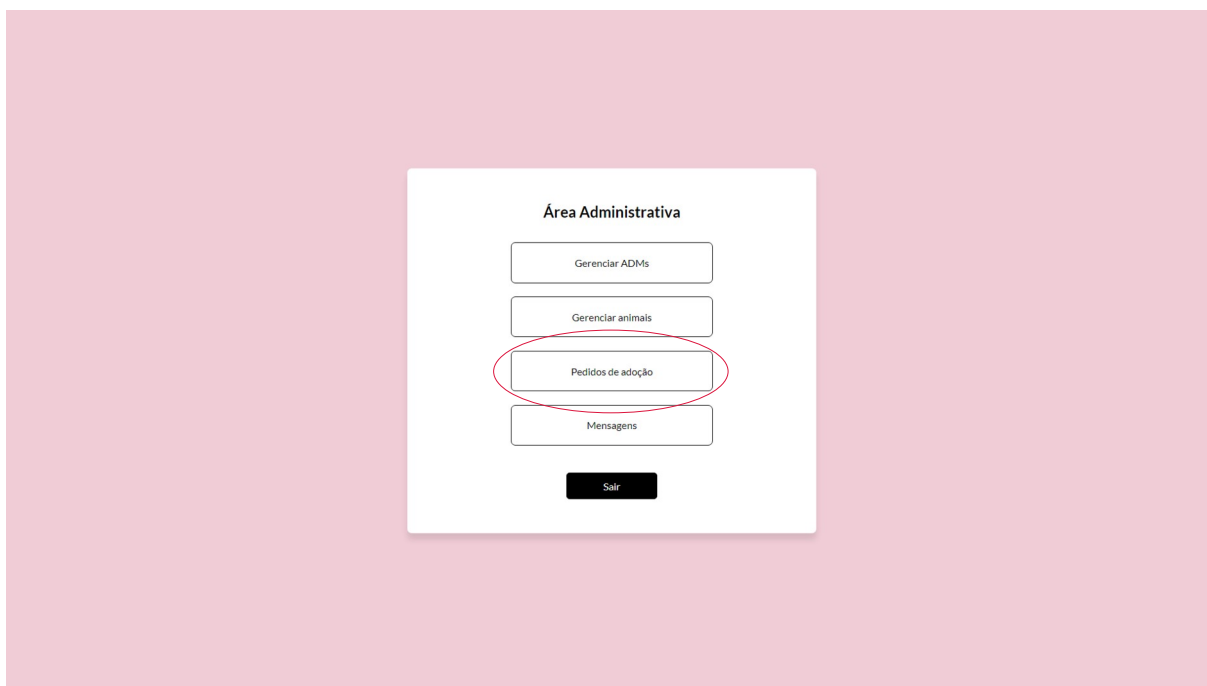 Área Administrativa
Gerenciar ADMs
Gerenciar animais
Pedidos de adoção
Mensagens
Sair